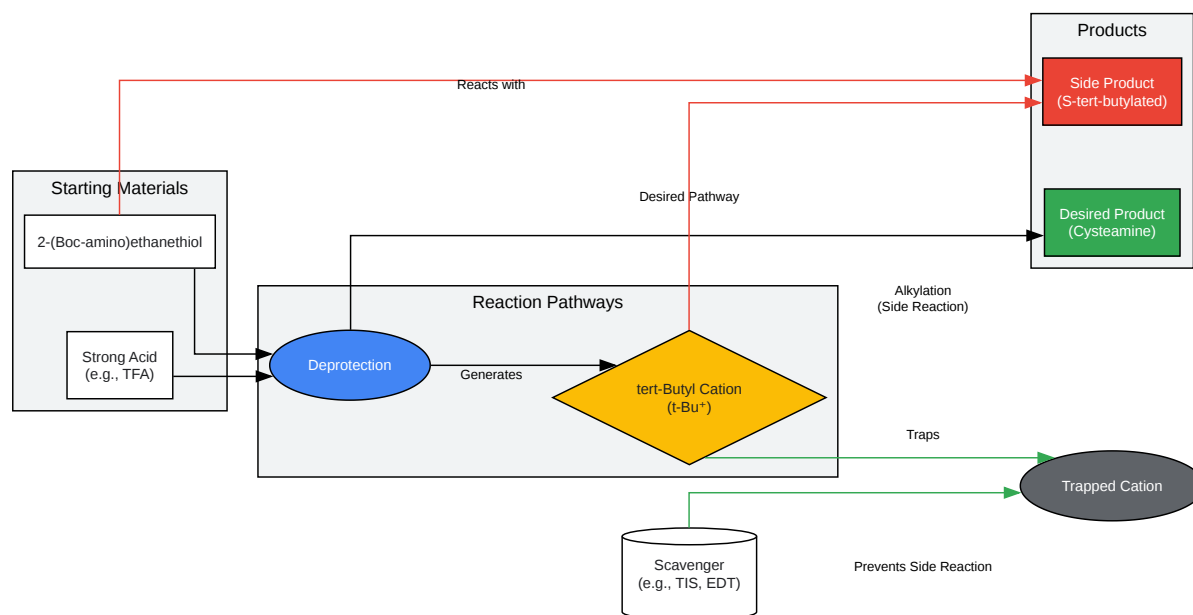 Products
Side Product
(S-tert-butylated)
Reacts with
Starting Materials
Desired Pathway
Desired Product
(Cysteamine)
2-(Boc-amino)ethanethiol
Reaction Pathways
Alkylation
(Side Reaction)
Strong Acid
(e.g., TFA)
Deprotection
Generates
tert-Butyl Cation
(t-Bu⁺)
Traps
Trapped Cation
Scavenger
(e.g., TIS, EDT)
Prevents Side Reaction